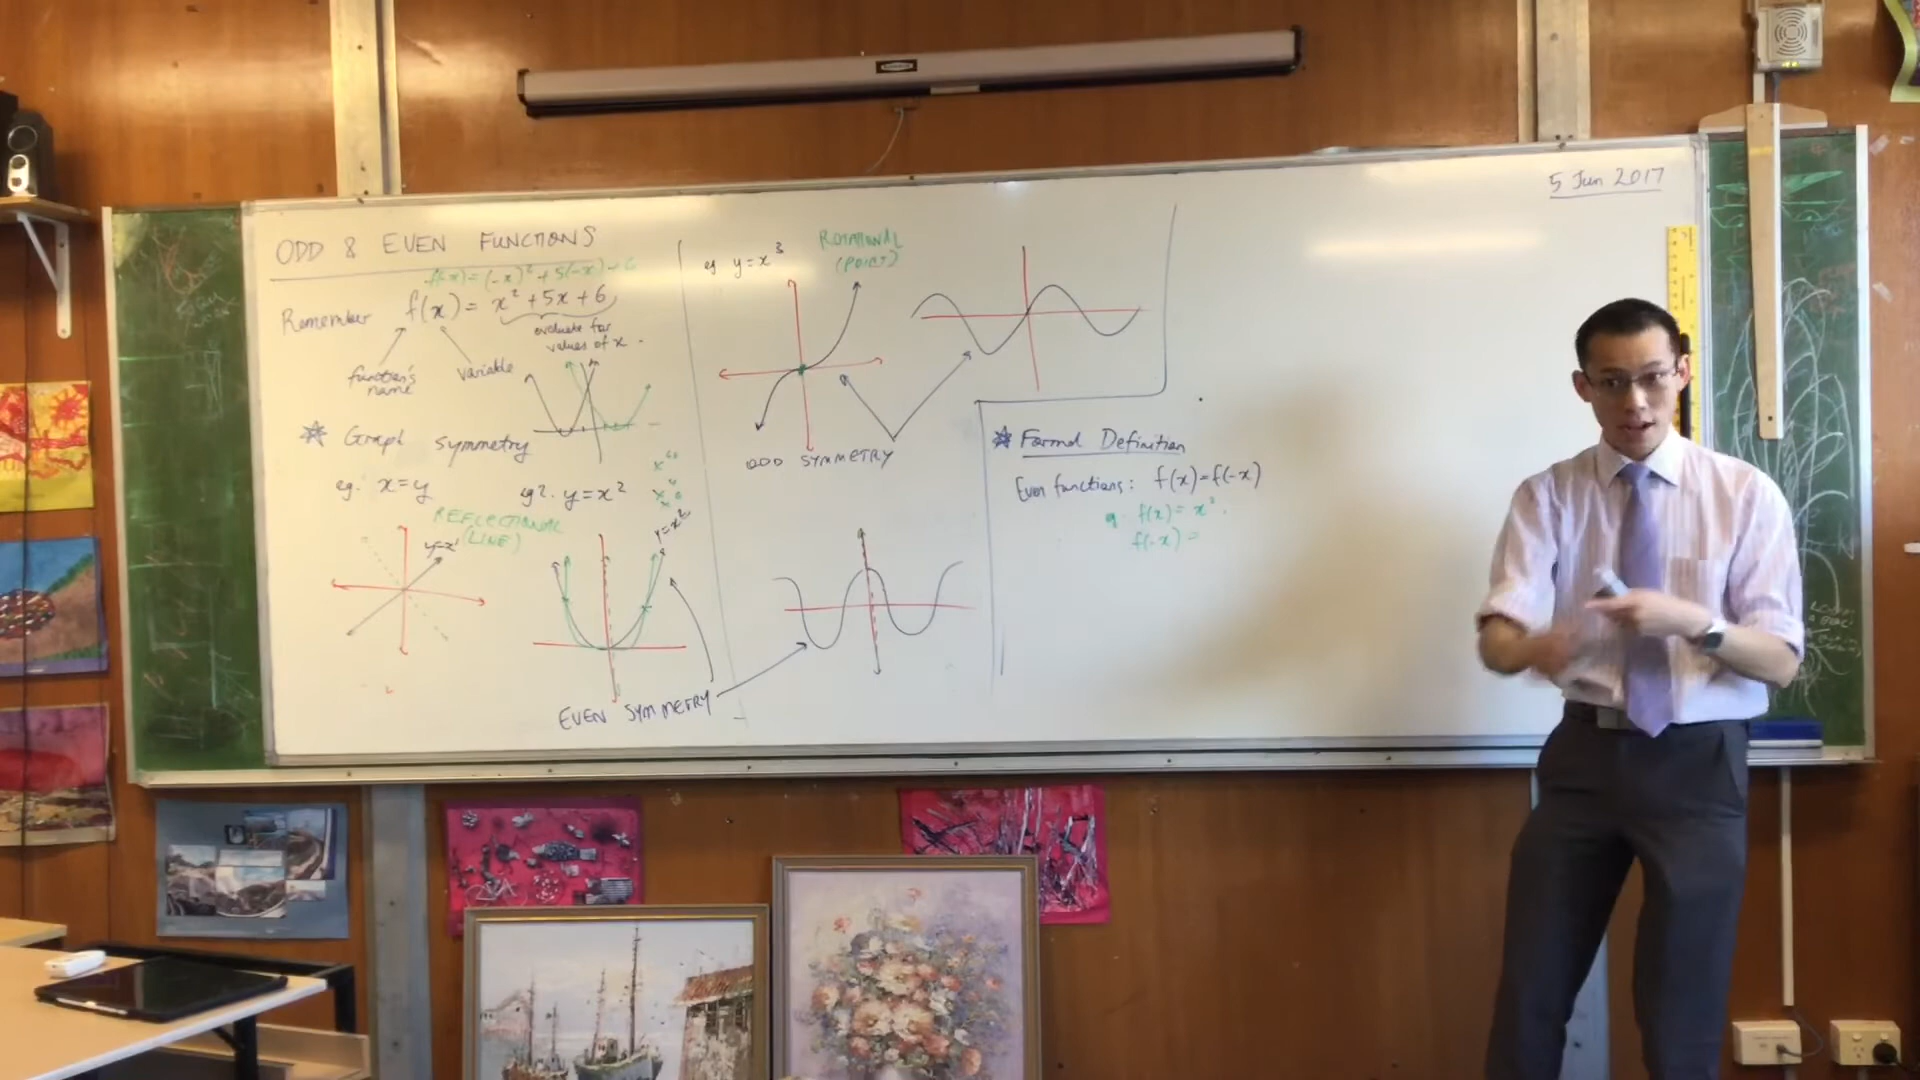 5 Jun 2017
ODD & EVEN FUNCTIONS
f(-x) = (-x)² + 5(-x) + 6
Remember f(x) = x² + 5x + 6
evaluate for
values of x.
function's
name
variable
Graph symmetry
eg. x=y
eg 2. y=x²
REFLECTIONAL
(LINE)
y=x
y=x²
EVEN SYMMETRY
eg y=x³
ROTATIONAL
(POINT)
ODD SYMMETRY
Formal Definition
Even functions: f(x)=f(-x)
eg. f(x) = x².
f(-x) =